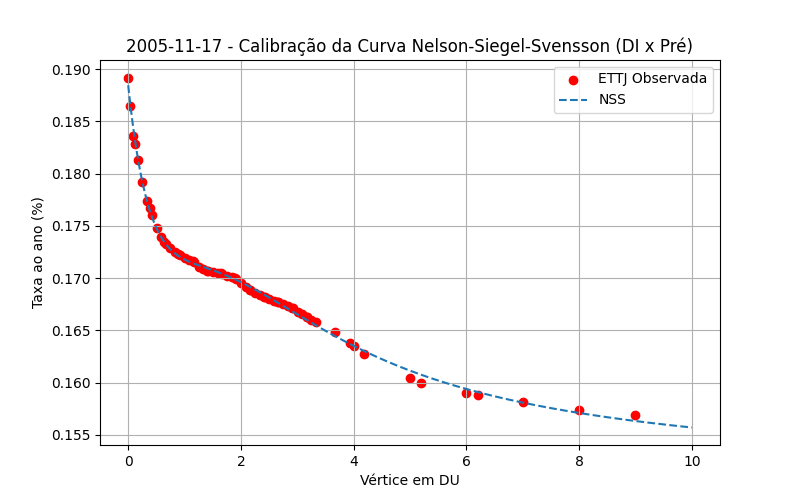 2005-11-17 - Calibração da Curva Nelson-Siegel-Svensson (DI x Pré)
ETTJ Observada
NSS
Taxa ao ano (%)
0.190
0.185
0.180
0.175
0.170
0.165
0.160
0.155
0 2 4 6 8 10
Vértice em DU